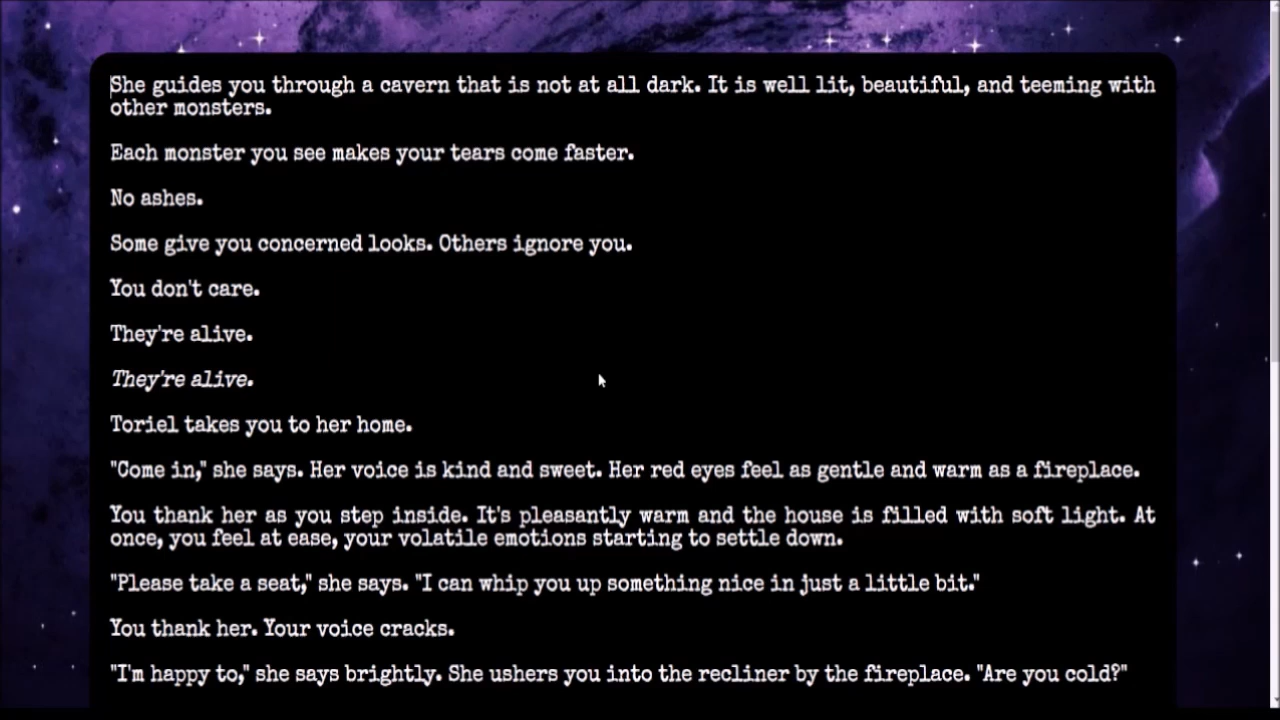 She guides you through a cavern that is not at all dark. It is well lit, beautiful, and teeming with
other monsters.
Each monster you see makes your tears come faster.
No ashes.
Some give you concerned looks. Others ignore you.
You don't care.
They're alive.
They're alive.
Toriel takes you to her home.
"Come in," she says. Her voice is kind and sweet. Her red eyes feel as gentle and warm as a fireplace.
You thank her as you step inside. It's pleasantly warm and the house is filled with soft light. At
once, you feel at ease, your volatile emotions starting to settle down.
"Please take a seat," she says. "I can whip you up something nice in just a little bit."
You thank her. Your voice cracks.
"I'm happy to," she says brightly. She ushers you into the recliner by the fireplace. "Are you cold?"